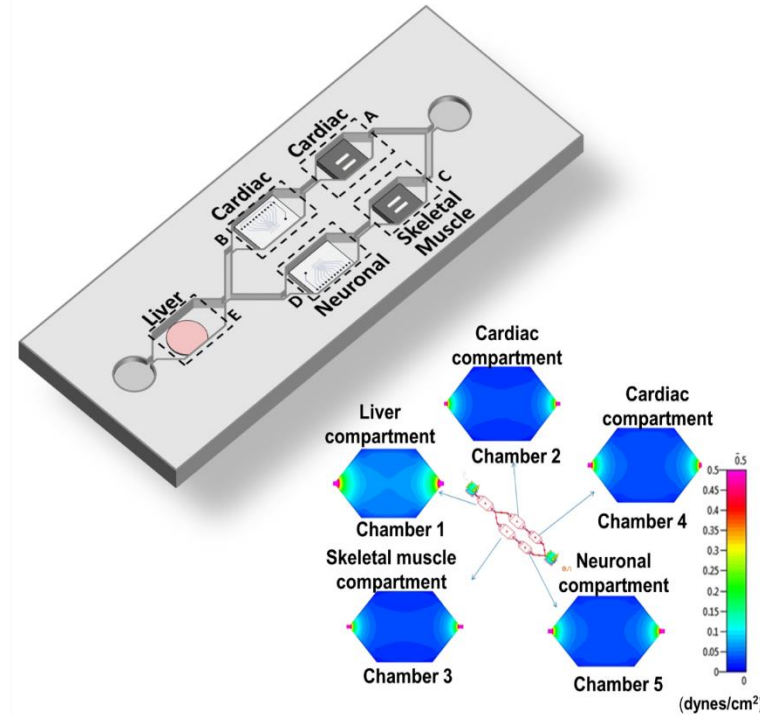 Cardiac
A
Cardiac
B
C
Skeletal
Muscle
Neuronal
D
Liver
E
Cardiac
compartment
Chamber 2
Cardiac
compartment
Chamber 4
Liver
compartment
Chamber 1
Skeletal muscle
compartment
Chamber 3
Neuronal
compartment
Chamber 5
0.5
0.5
0.45
0.4
0.35
0.3
0.25
0.2
0.15
0.1
0.05
0
0
(dynes/cm²)